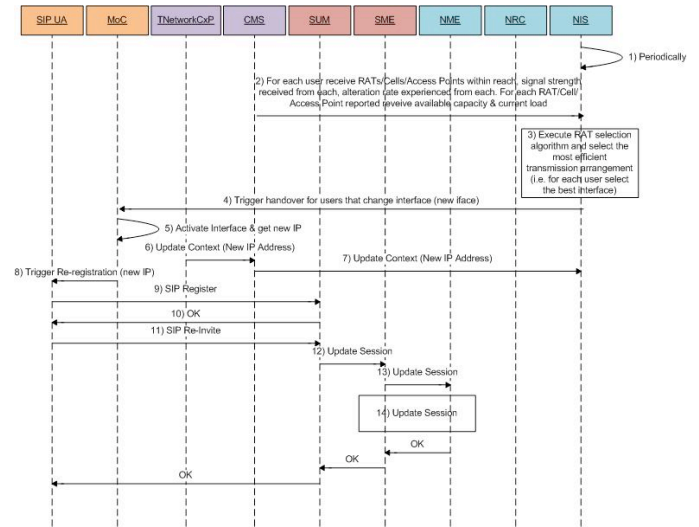 SIP UA
MoC
TNetworkCxP
CMS
SUM
SME
NME
NRC
NIS
1) Periodically
2) For each user receive RATs/Cells/Access Points within reach, signal strength
received from each, alteration rate experienced from each. For each RAT/Cell/
Access Point reported reveive available capacity & current load
3) Execute RAT selection
algorithm and select the
most efficient
transmission arrangement
(i.e. for each user select
the best interface)
4) Trigger handover for users that change interface (new iface)
5) Activate Interface & get new IP
6) Update Context (New IP Address)
7) Update Context (New IP Address)
8) Trigger Re-registration (new IP)
9) SIP Register
10) OK
11) SIP Re-Invite
12) Update Session
13) Update Session
14) Update Session
OK
OK
OK